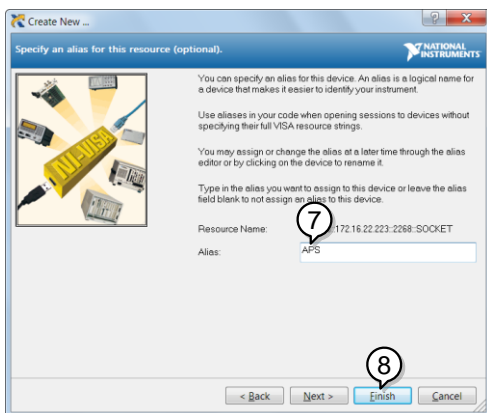 Create New ...
Specify an alias for this resource (optional).
NATIONAL
INSTRUMENTS
You can specify an alias for this device. An alias is a logical name for
a device that makes it easier to identify your instrument.
Use aliases in your code when opening sessions to devices without
specifying their full VISA resource strings.
You may assign or change the alias at a later time through the alias
editor or by clicking on the device to rename it.
Type in the alias you want to assign to this device or leave the alias
field blank to not assign an alias to this device.
NI-VISA
7
Resource Name: :172.16.22.223::2268::SOCKET
Alias: APS
8
< Back Next > Finish Cancel